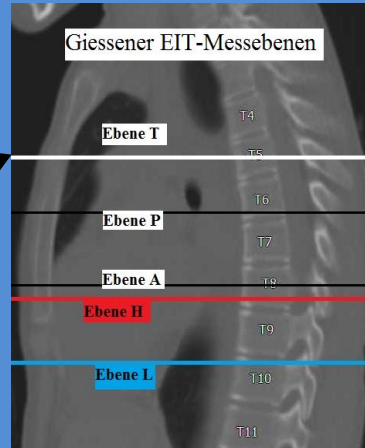 Giessener EIT-Messebenen
T4
Ebene T
T5
T6
Ebene P
T7
Ebene A
T8
Ebene H
T9
Ebene L
T10
T11